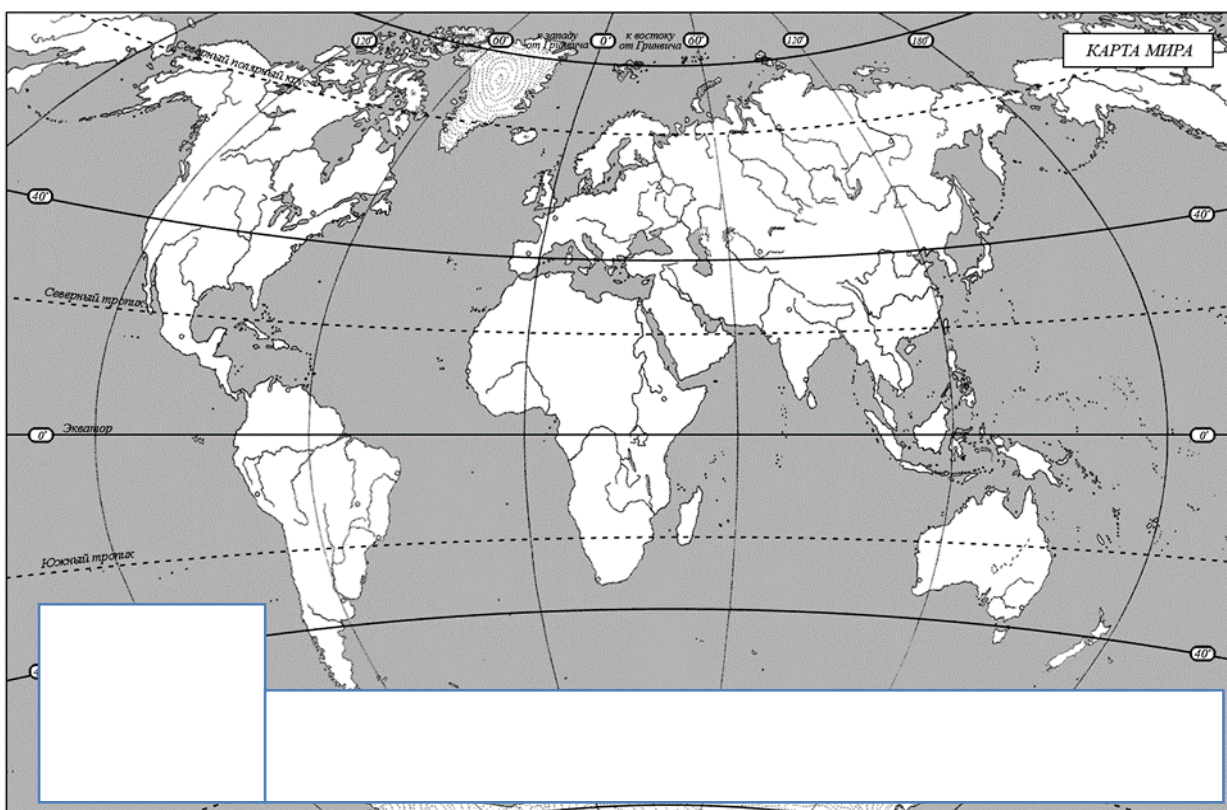 КАРТА МИРА
120°
60°
к западу
от Гринвича
0°
к востоку
от Гринвича
60°
120°
180°
Северный полярный круг
40°
40°
Северный тропик
0°
Экватор
0°
Южный тропик
40°